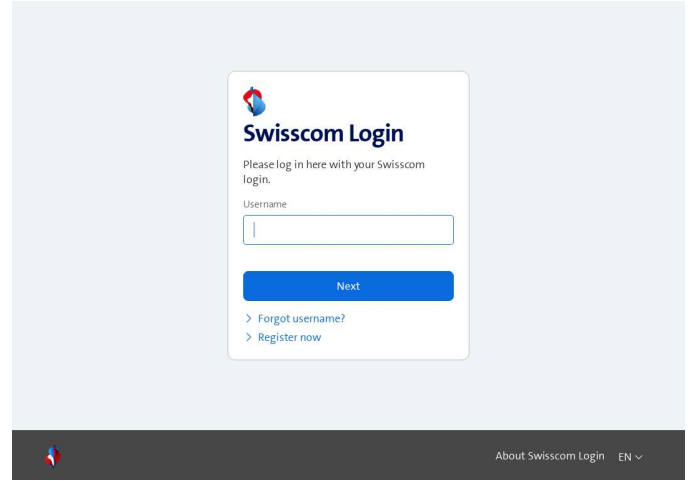 Swisscom Login
Please log in here with your Swisscom
login.
Username
Next
Forgot username?
Register now
About Swisscom Login EN